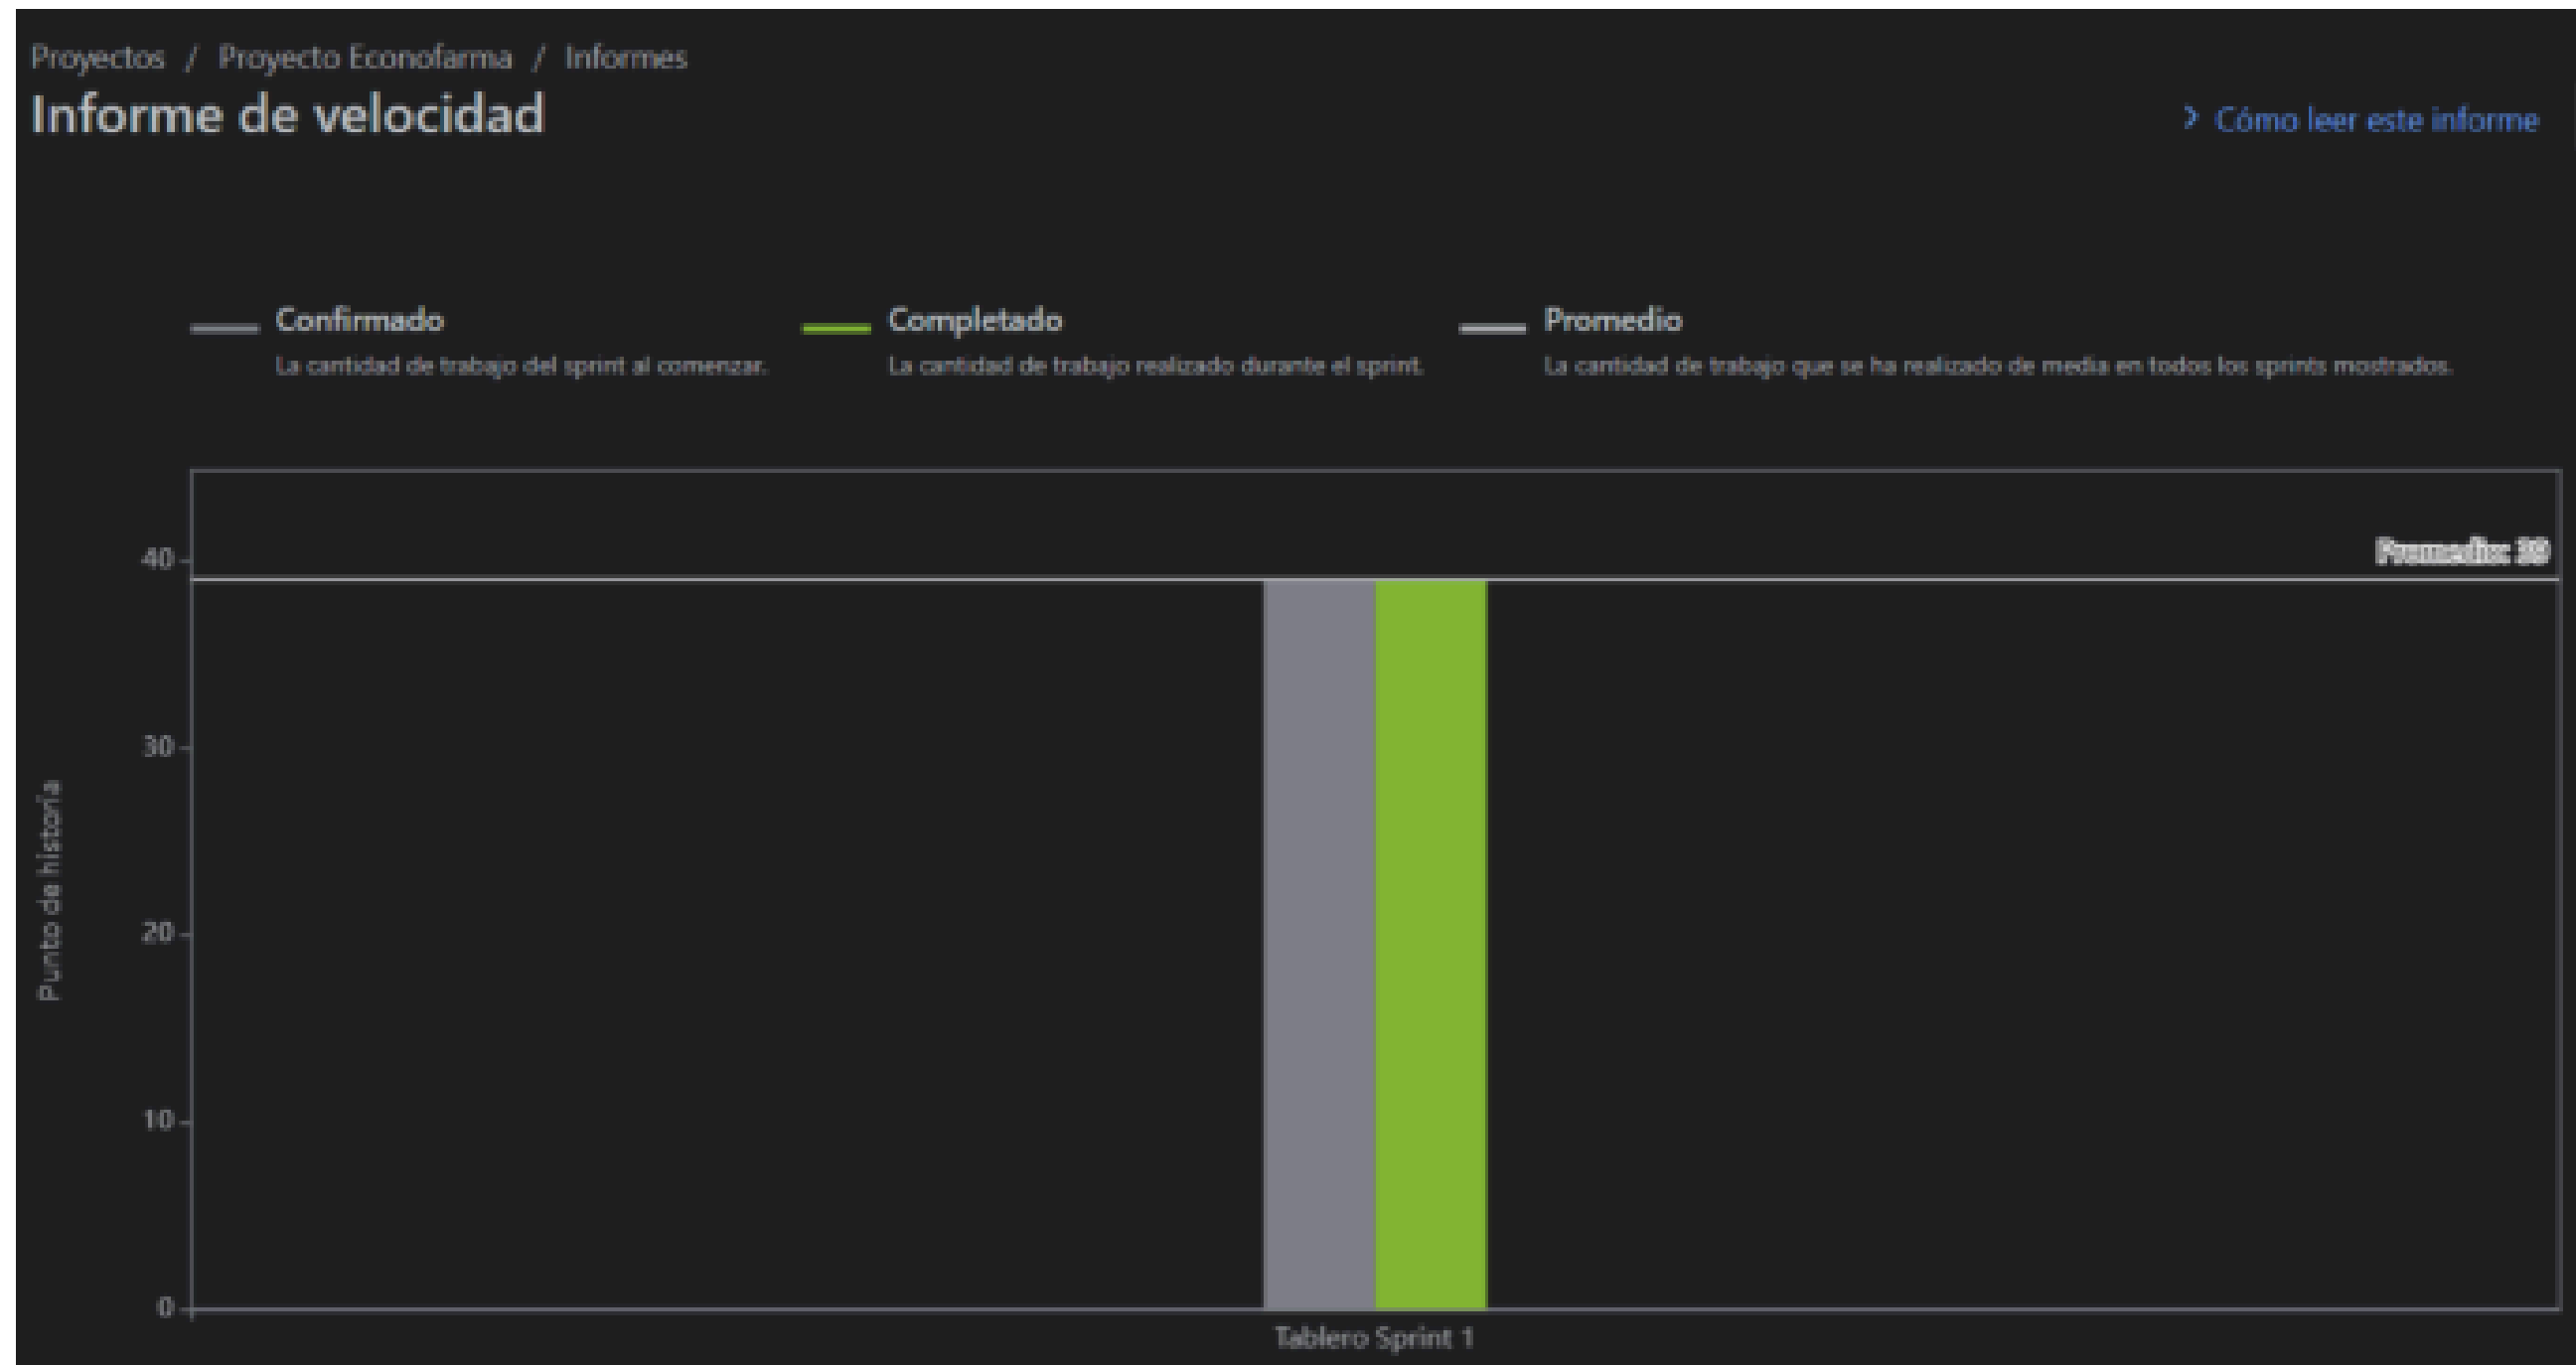 Proyectos / Proyecto Econofarma / Informes
Informe de velocidad
Cómo leer este informe
Confirmado
La cantidad de trabajo del sprint al comenzar.
Completado
La cantidad de trabajo realizado durante el sprint.
Promedio
La cantidad de trabajo que se ha realizado de media en todos los sprints mostrados.
Promedio: 39
40
30
20
10
0
Punto de historia
Tablero Sprint 1